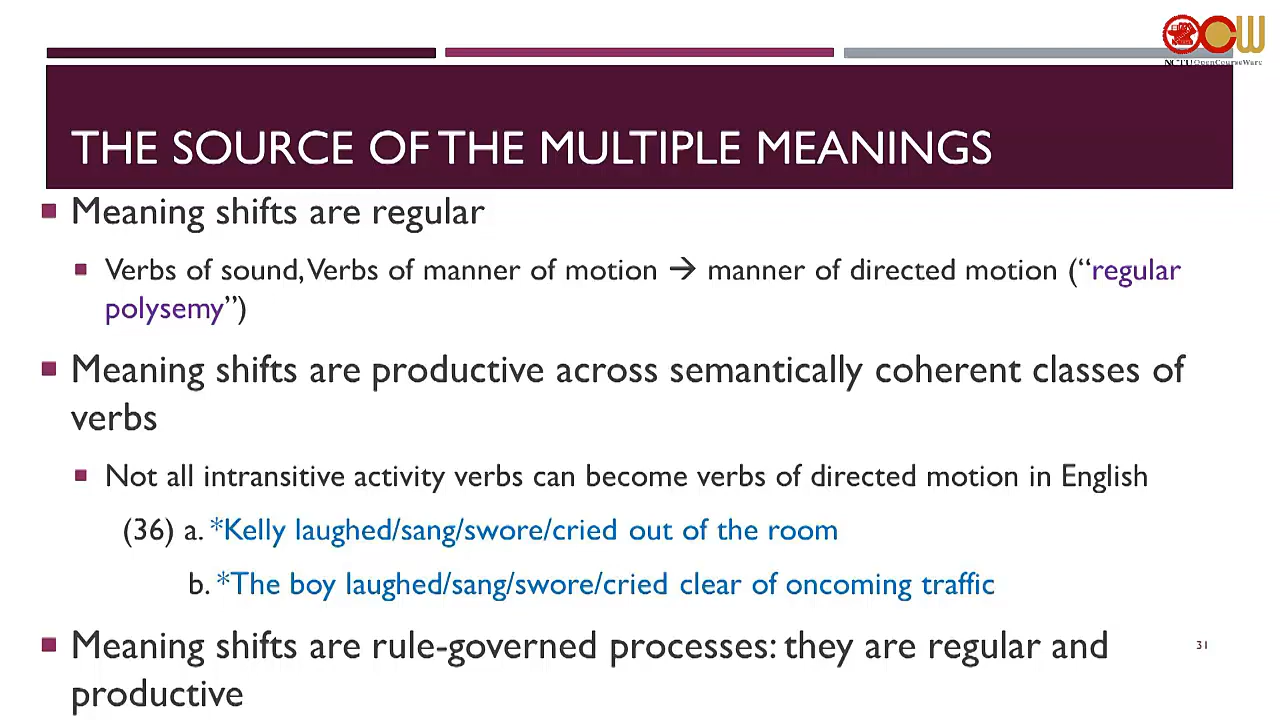 NCTU OpenCourseWare
THE SOURCE OF THE MULTIPLE MEANINGS
Meaning shifts are regular
Verbs of sound, Verbs of manner of motion → manner of directed motion (“regular
polysemy”)
Meaning shifts are productive across semantically coherent classes of
verbs
Not all intransitive activity verbs can become verbs of directed motion in English
(36) a. *Kelly laughed/sang/swore/cried out of the room
b. *The boy laughed/sang/swore/cried clear of oncoming traffic
Meaning shifts are rule-governed processes: they are regular and
productive
31